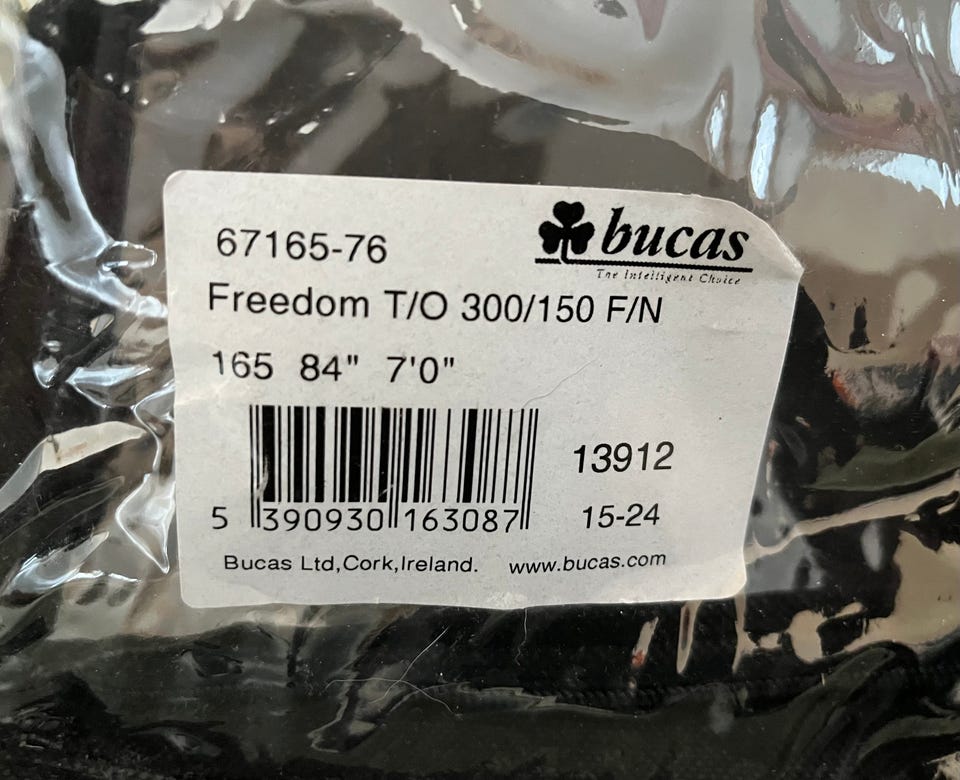 bucas
The Intelligent Choice
67165-76
Freedom T/O 300/150 F/N
165 84" 7'0"
13912
5 390930 163087
15-24
Bucas Ltd,Cork,Ireland. www.bucas.com